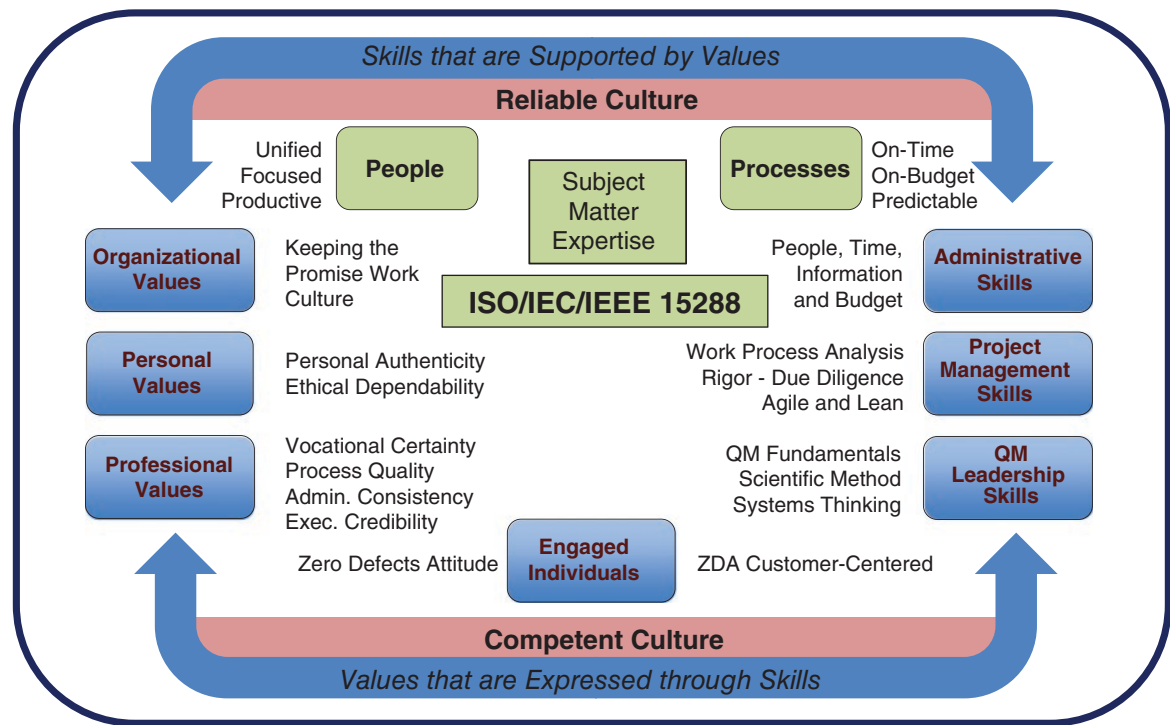 Skills that are Supported by Values
Reliable Culture
Unified
Focused
Productive
People
Subject
Matter
Expertise
Processes
On-Time
On-Budget
Predictable
ISO/IEC/IEEE 15288
Organizational
Values
Keeping the
Promise Work
Culture
People, Time,
Information
and Budget
Administrative
Skills
Personal
Values
Personal Authenticity
Ethical Dependability
Work Process Analysis
Rigor - Due Diligence
Agile and Lean
Project
Management
Skills
Professional
Values
Vocational Certainty
Process Quality
Admin. Consistency
Exec. Credibility
QM Fundamentals
Scientific Method
Systems Thinking
QM
Leadership
Skills
Zero Defects Attitude
Engaged
Individuals
ZDA Customer-Centered
Competent Culture
Values that are Expressed through Skills